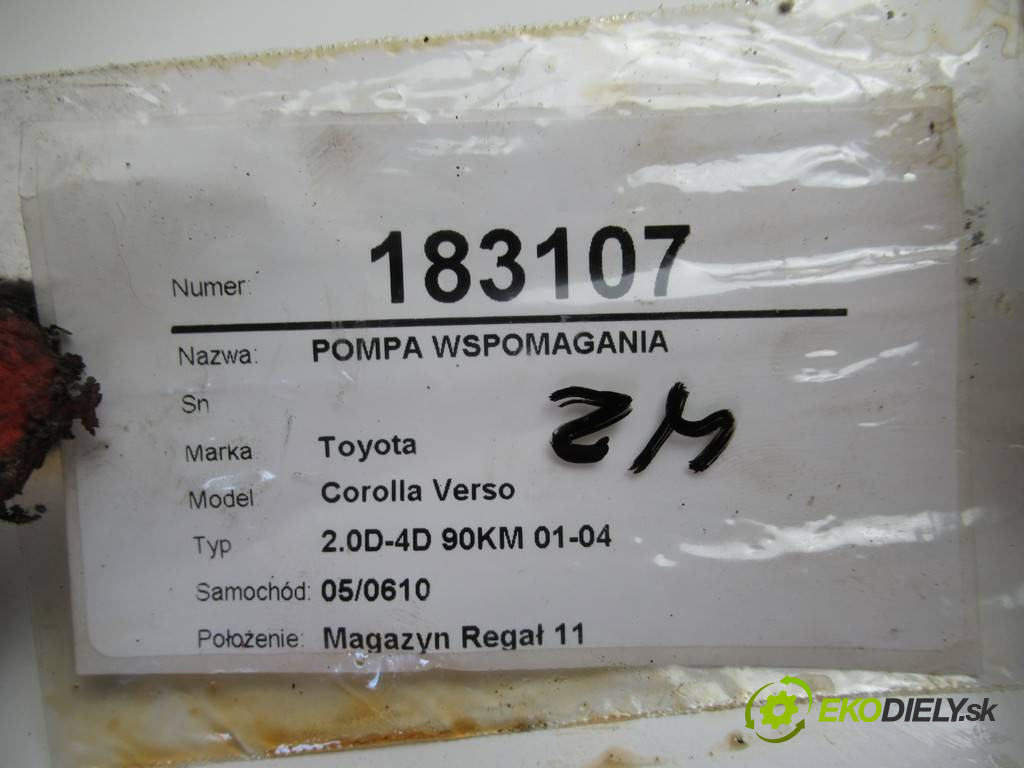 Numer: 183107
Nazwa: POMPA WSPOMAGANIA
Sn
Marka Toyota
Model Corolla Verso
Typ 2.0D-4D 90KM 01-04
Samochód: 05/0610
Położenie: Magazyn Regał 11
EKODIELY.sk